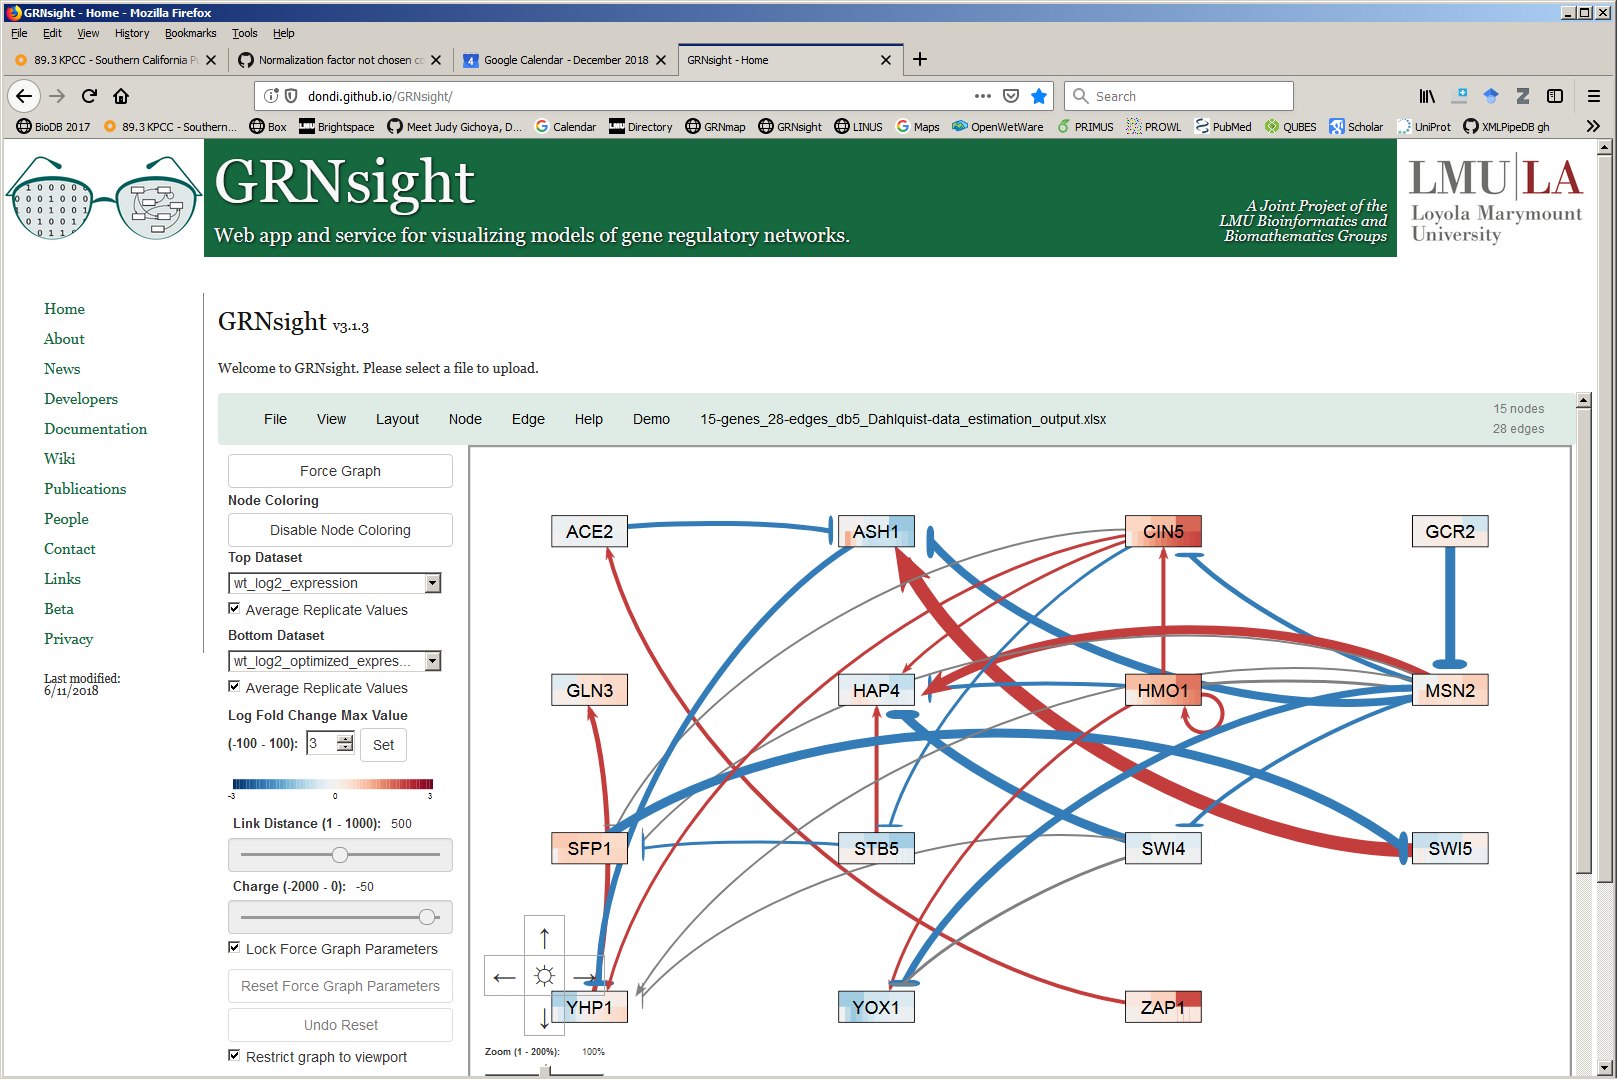 GRNsight - Home - Mozilla Firefox
File Edit View History Bookmarks Tools Help
89.3 KPCC - Southern California P
Normalization factor not chosen co
Google Calendar - December 2018
GRNsight - Home
dondi.github.io/GRNsight/
Search
BioDB 2017 89.3 KPCC - Southern... Box Brightspace Meet Judy Gichoya, D... Calendar Directory GRNmap GRNsight LINUS Maps OpenWetWare PRIMUS PROWL PubMed QUBES Scholar UniProt XMLPipeDB gh
GRNsight
Web app and service for visualizing models of gene regulatory networks.
A Joint Project of the
LMU Bioinformatics and
Biomathematics Groups
LMU LA
Loyola Marymount
University
Home
About
News
Developers
Documentation
Wiki
Publications
People
Contact
Links
Beta
Privacy
Last modified:
6/11/2018
GRNsight v3.1.3
Welcome to GRNsight. Please select a file to upload.
File View Layout Node Edge Help Demo 15-genes_28-edges_db5_Dahlquist-data_estimation_output.xlsx
15 nodes
28 edges
Force Graph
Node Coloring
Disable Node Coloring
Top Dataset
wt_log2_expression
Average Replicate Values
Bottom Dataset
wt_log2_optimized_expres...
Average Replicate Values
Log Fold Change Max Value
(-100 - 100): 3 Set
-3 0 3
Link Distance (1 - 1000): 500
Charge (-2000 - 0): -50
Lock Force Graph Parameters
Reset Force Graph Parameters
Undo Reset
Restrict graph to viewport
ACE2 ASH1 CIN5 GCR2
GLN3 HAP4 HMO1 MSN2
SFP1 STB5 SWI4 SWI5
YHP1 YOX1 ZAP1
Zoom (1 - 200%): 100%